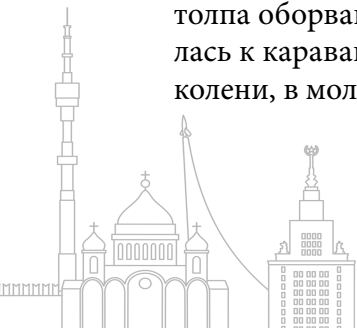 толпа оборва
лась к карава
колени, в мол